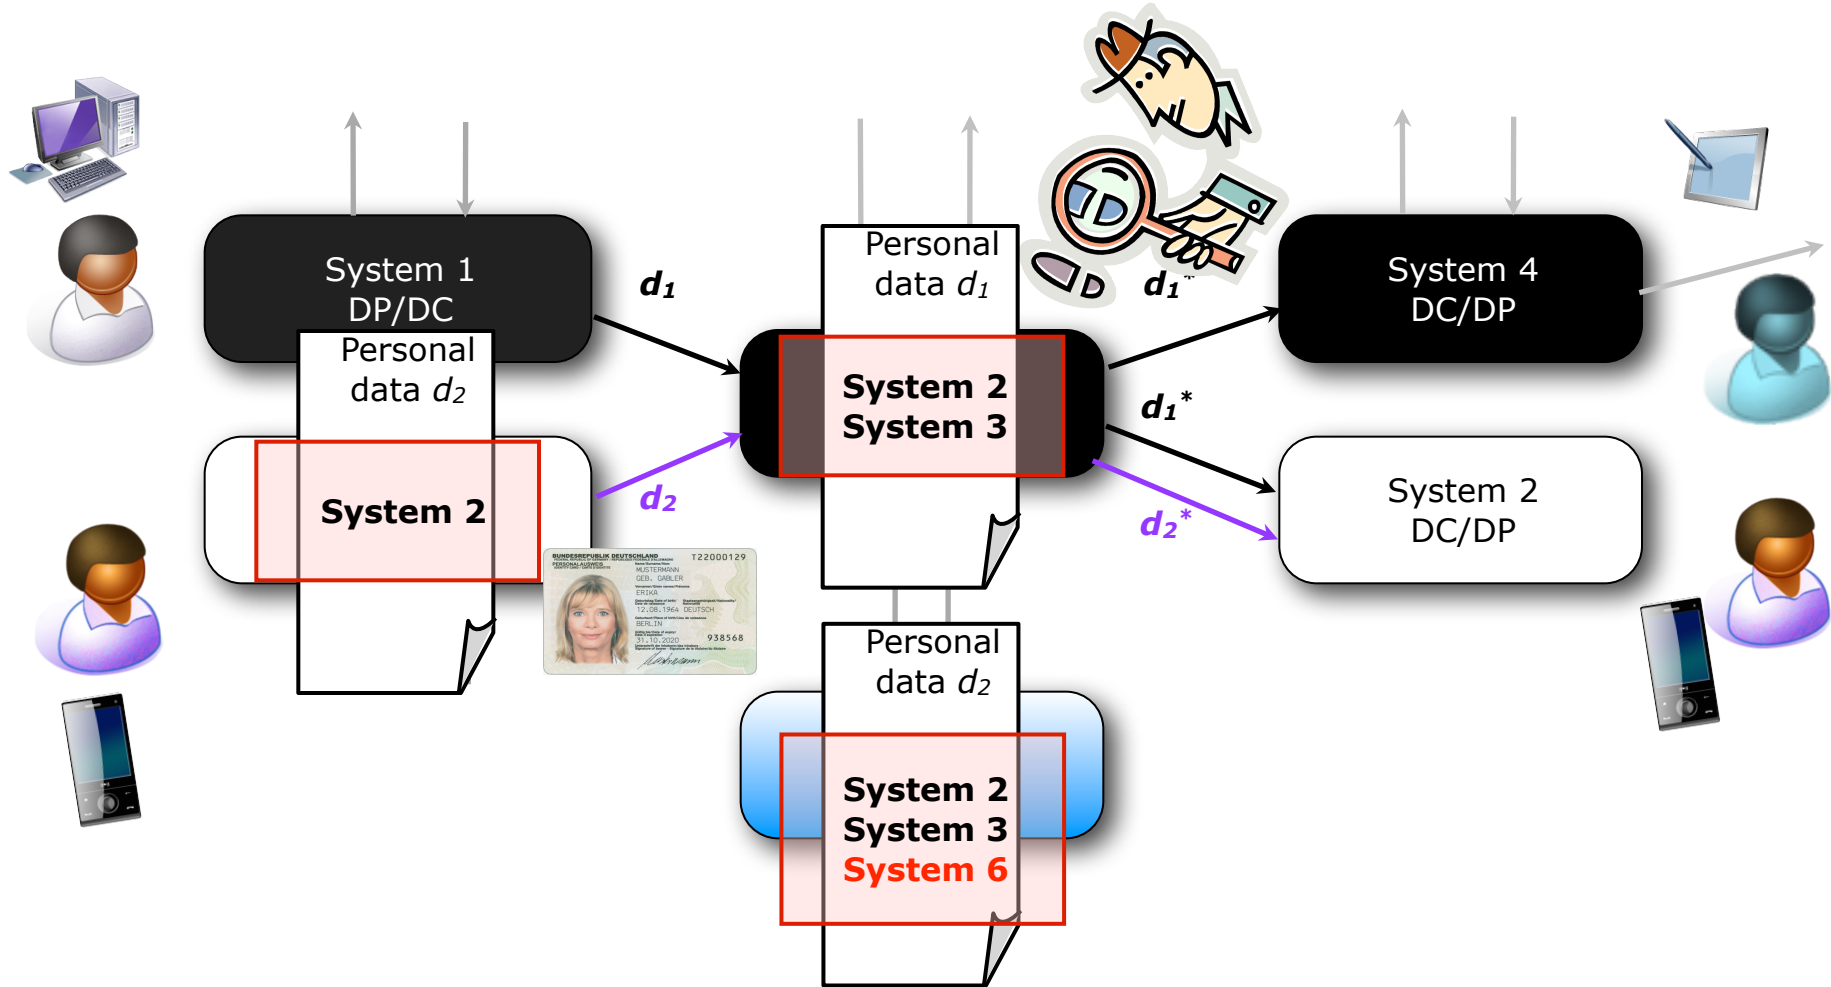 System 1
DP/DC
Personal
data d2
System 2
d1
d2
BUNDESREPUBLIK DEUTSCHLAND
T22000129
PERSONALAUSWEIS
MUSTERMANN
GEB. GABLER
ERIKA
12.08.1964 DEUTSCH
BERLIN
31.10.2020
938568
Personal
data d1
System 2
System 3
d1*
d1*
d2*
System 4
DC/DP
System 2
DC/DP
Personal
data d2
System 2
System 3
System 6